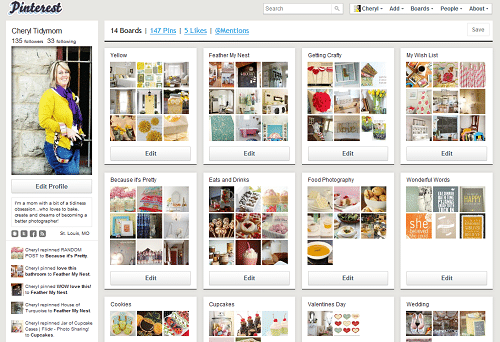 Pinterest
Search
Cheryl
Add
Boards
People
About
Cheryl Tidymom
135 followers 33 following
14 Boards | 147 Pins | 5 Likes | @Mentions
Save
Yellow
Feather My Nest
Getting Crafty
My Wish List
Edit
Edit
Edit
Edit
Edit Profile
I'm a mom with a bit of a tidiness
obsession ...who loves to bake,
create and dreams of becoming a
better photographer!
St. Louis, MO
Because it's Pretty
Eats and Drinks
Food Photography
Wonderful Words
she
HAPPY
Edit
Edit
Edit
Edit
Cheryl repinned RANDOM
POST to Because it's Pretty.
Cheryl pinned love this
bathroom to Feather My Nest.
Cheryl pinned WOW love this!
to Feather My Nest.
Cheryl repinned House of
Turquoise to Feather My Nest.
Cheryl repinned Jar of Cupcake
Cases | Flickr - Photo Sharing!
to Cupcakes.
Cookies
Cupcakes
Valentines Day
Wedding